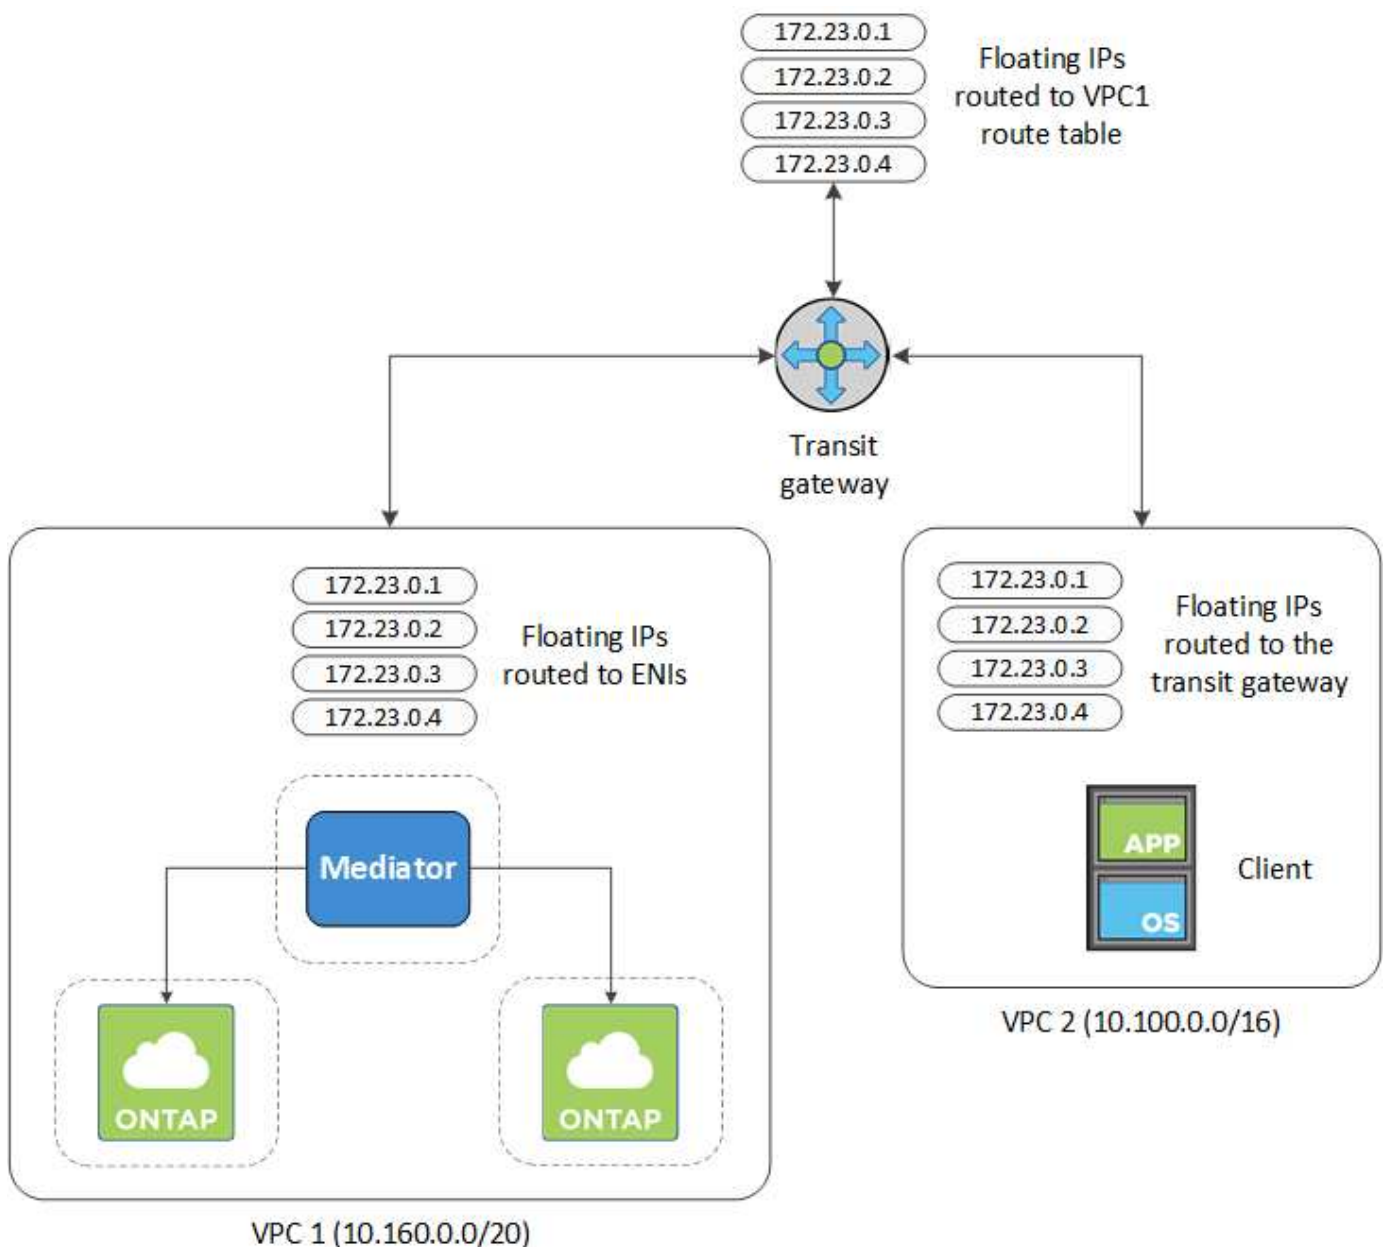 172.23.0.1
172.23.0.2
172.23.0.3
172.23.0.4
Floating IPs
routed to VPC1
route table
Transit
gateway
172.23.0.1
172.23.0.2
172.23.0.3
172.23.0.4
Floating IPs
routed to ENIs
Mediator
ONTAP
ONTAP
VPC 1 (10.160.0.0/20)
172.23.0.1
172.23.0.2
172.23.0.3
172.23.0.4
Floating IPs
routed to the
transit gateway
APP
OS
Client
VPC 2 (10.100.0.0/16)